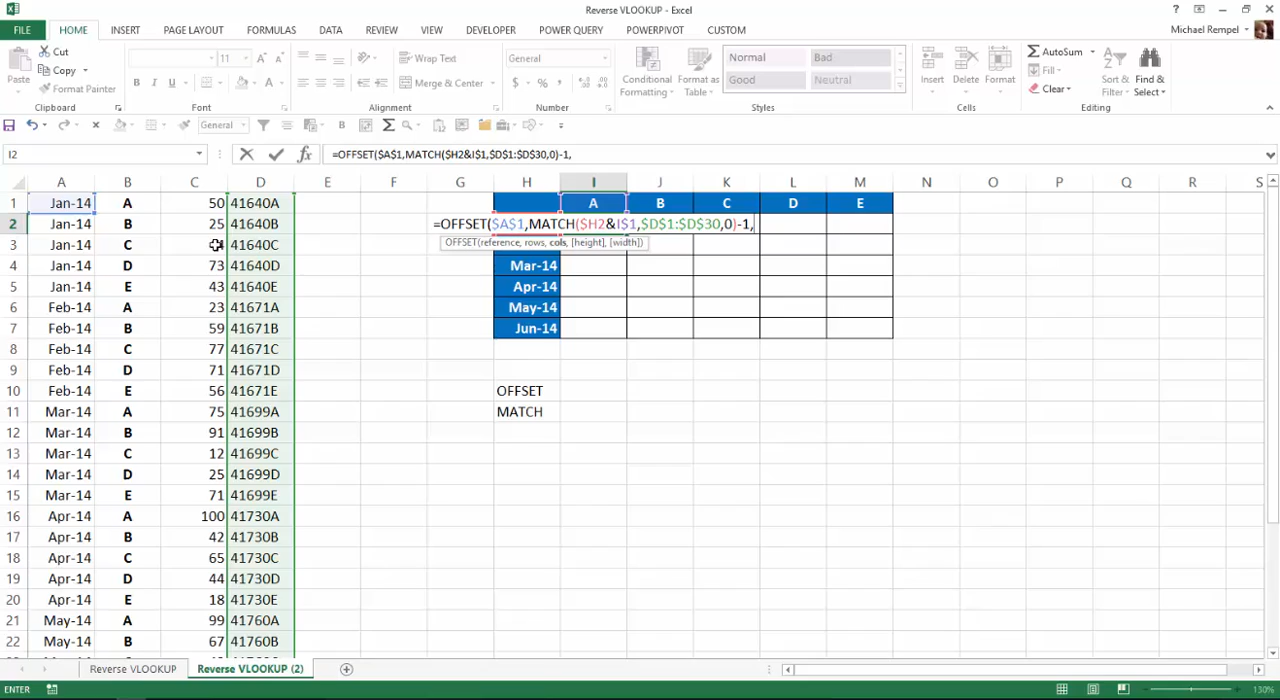 Reverse VLOOKUP - Excel
FILE HOME INSERT PAGE LAYOUT FORMULAS DATA REVIEW VIEW DEVELOPER POWER QUERY POWERPIVOT CUSTOM Michael Rempel
Paste Cut Copy Format Painter
11 A A Wrap Text General Normal Bad
B I U Merge & Center $ % , Good Neutral
Conditional Formatting Format as Table Insert Delete Format
AutoSum Fill Clear Sort & Filter Find & Select
Clipboard Font Alignment Number Styles Cells Editing
General B
I2 fx =OFFSET($A$1,MATCH($H2&I$1,$D$1:$D$30,0)-1,
A B C D E F G H I J K L M N O P Q R S
1 Jan-14 A 50 41640A A B C D E
2 Jan-14 B 25 41640B =OFFSET($A$1,MATCH($H2&I$1,$D$1:$D$30,0)-1,
3 Jan-14 C 41640C OFFSET(reference, rows, cols, [height], [width])
4 Jan-14 D 73 41640D Mar-14
5 Jan-14 E 43 41640E Apr-14
6 Feb-14 A 23 41671A May-14
7 Feb-14 B 59 41671B Jun-14
8 Feb-14 C 77 41671C
9 Feb-14 D 71 41671D
10 Feb-14 E 56 41671E OFFSET
11 Mar-14 A 75 41699A MATCH
12 Mar-14 B 91 41699B
13 Mar-14 C 12 41699C
14 Mar-14 D 25 41699D
15 Mar-14 E 71 41699E
16 Apr-14 A 100 41730A
17 Apr-14 B 42 41730B
18 Apr-14 C 65 41730C
19 Apr-14 D 44 41730D
20 Apr-14 E 18 41730E
21 May-14 A 99 41760A
22 May-14 B 67 41760B
Reverse VLOOKUP Reverse VLOOKUP (2)
ENTER 130%